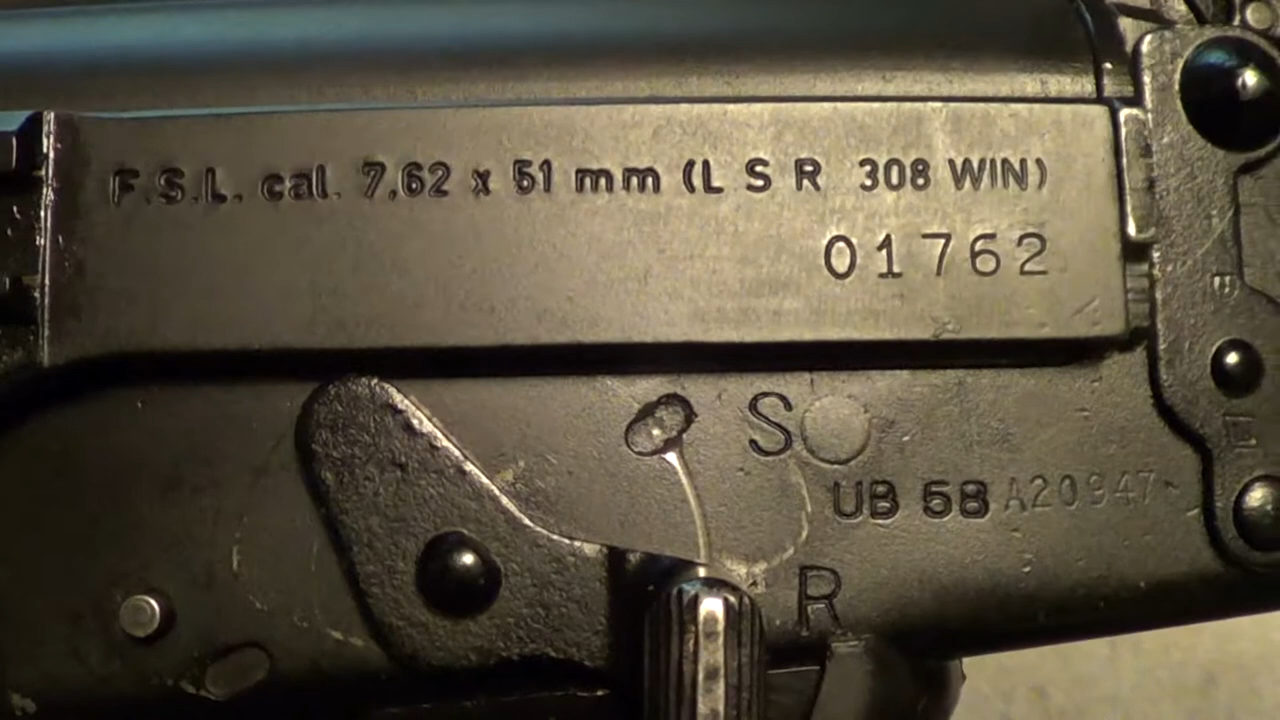 F.S.L. cal. 7,62 x 51 mm (L S R 308 WIN)
01762
S
UB 58 A20947
R